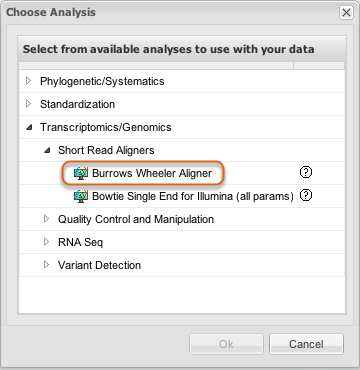 Choose Analysis
Select from available analyses to use with your data
Phylogenetic/Systematics
Standardization
Transcriptomics/Genomics
Short Read Aligners
Burrows Wheeler Aligner
Bowtie Single End for Illumina (all params)
Quality Control and Manipulation
RNA Seq
Variant Detection
Ok
Cancel